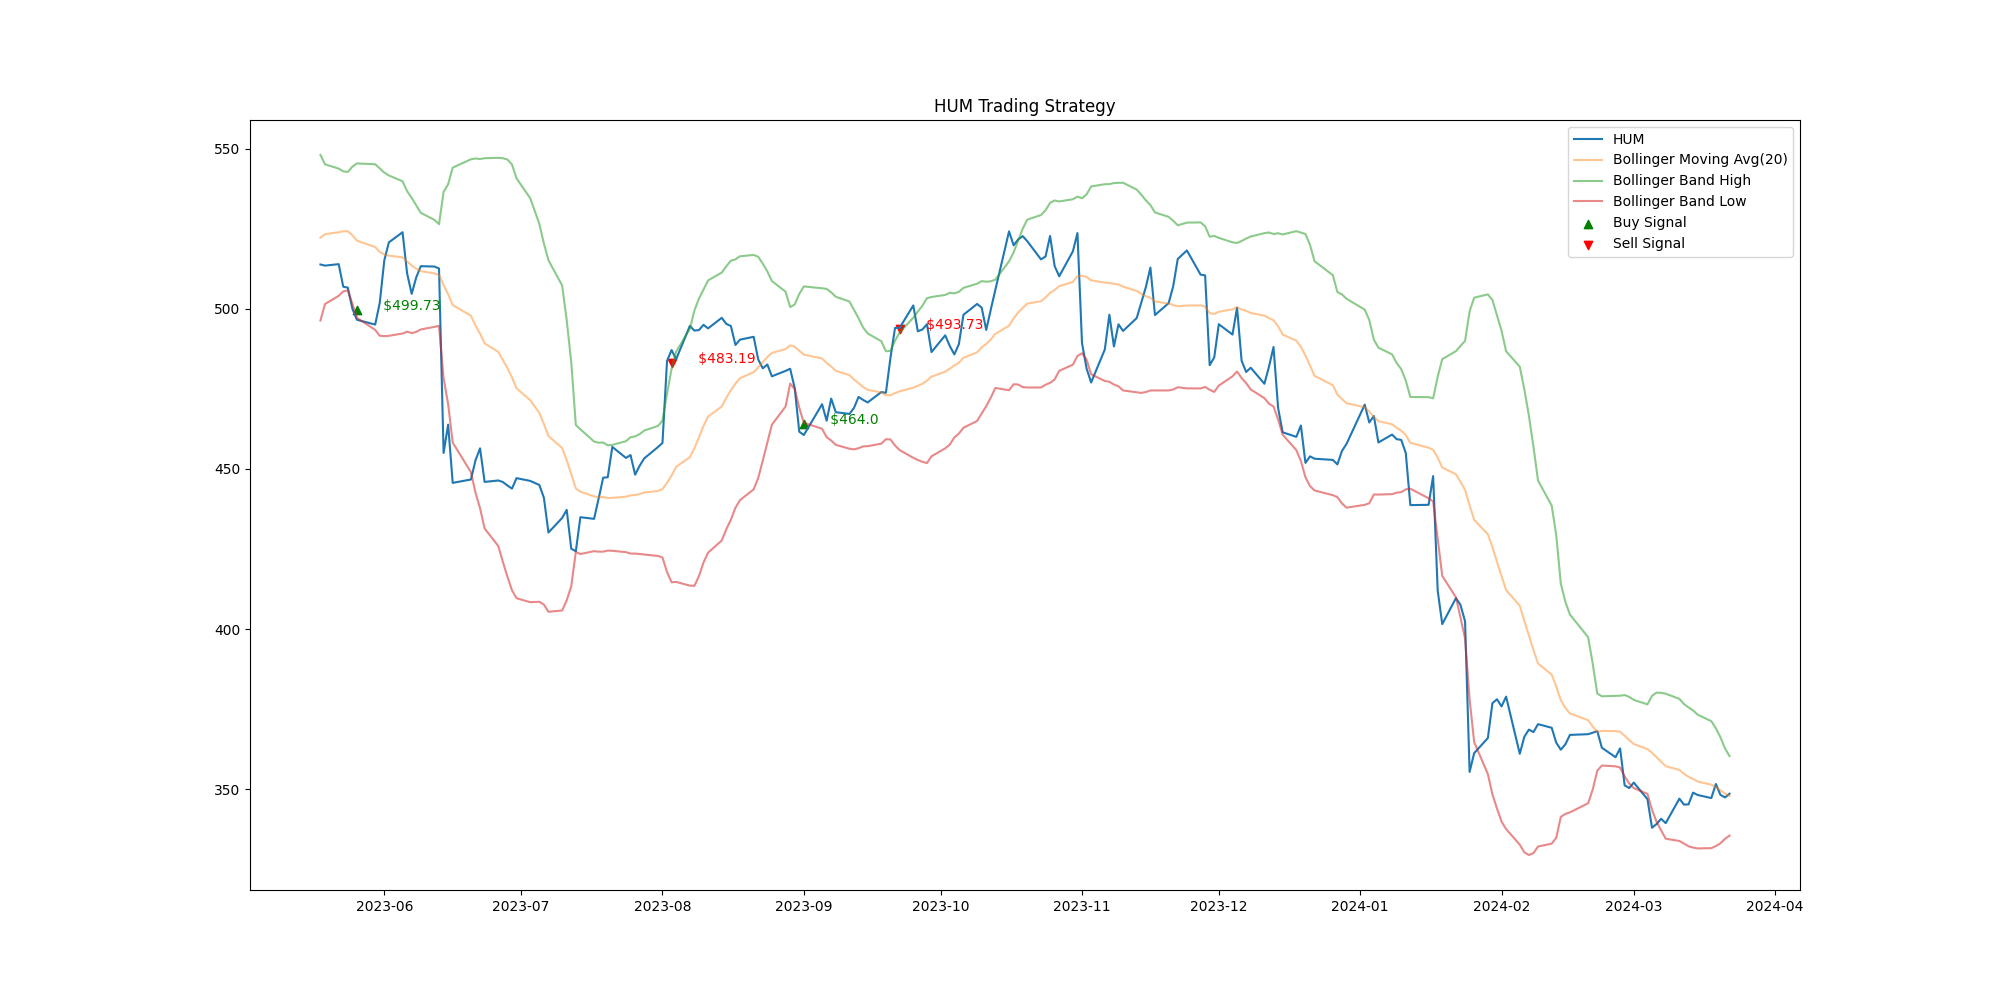 HUM Trading Strategy
HUM
Bollinger Moving Avg(20)
Bollinger Band High
Bollinger Band Low
Buy Signal
Sell Signal
550
500
450
400
350
$499.73
$483.19
$464.0
$493.73
2023-06
2023-07
2023-08
2023-09
2023-10
2023-11
2023-12
2024-01
2024-02
2024-03
2024-04